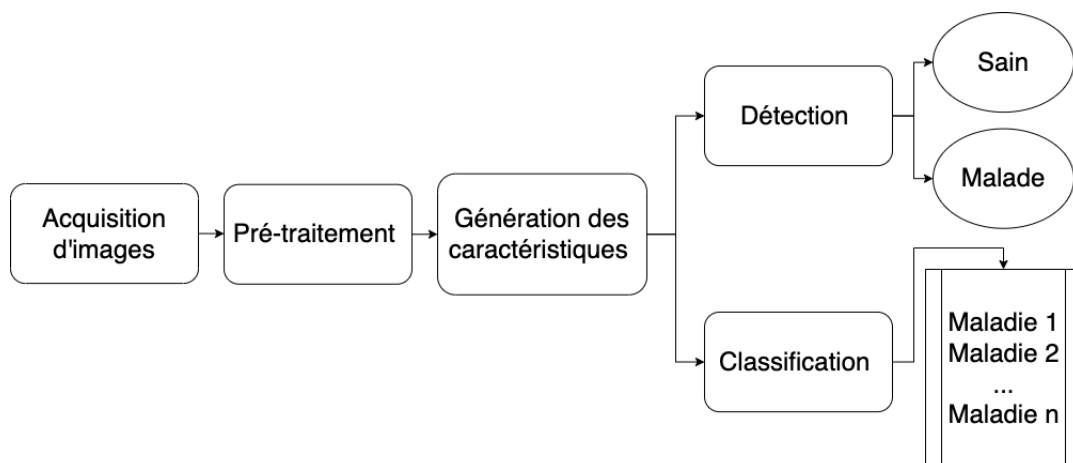 Acquisition
d'images
Pré-traitement
Génération des
caractéristiques
Détection
Sain
Malade
Classification
Maladie 1
Maladie 2
...
Maladie n